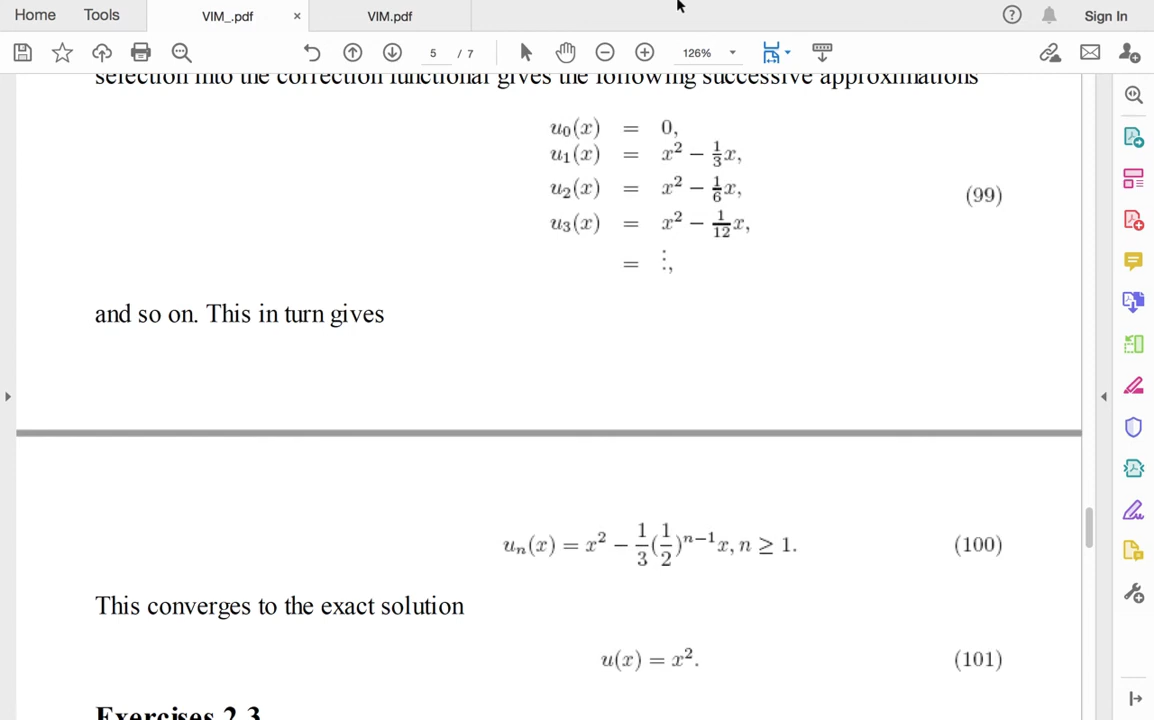 Home Tools VIM_.pdf × VIM.pdf Sign In
5 / 7 126%
selection into the correction functional gives the following successive approximations
u₀(x) = 0,
u₁(x) = x² − 1/3 x,
u₂(x) = x² − 1/6 x, (99)
u₃(x) = x² − 1/12 x,
= ⋮,
and so on. This in turn gives
uₙ(x) = x² − 1/3 (1/2)ⁿ⁻¹x, n ≥ 1. (100)
This converges to the exact solution
u(x) = x². (101)
Exercises 2.3